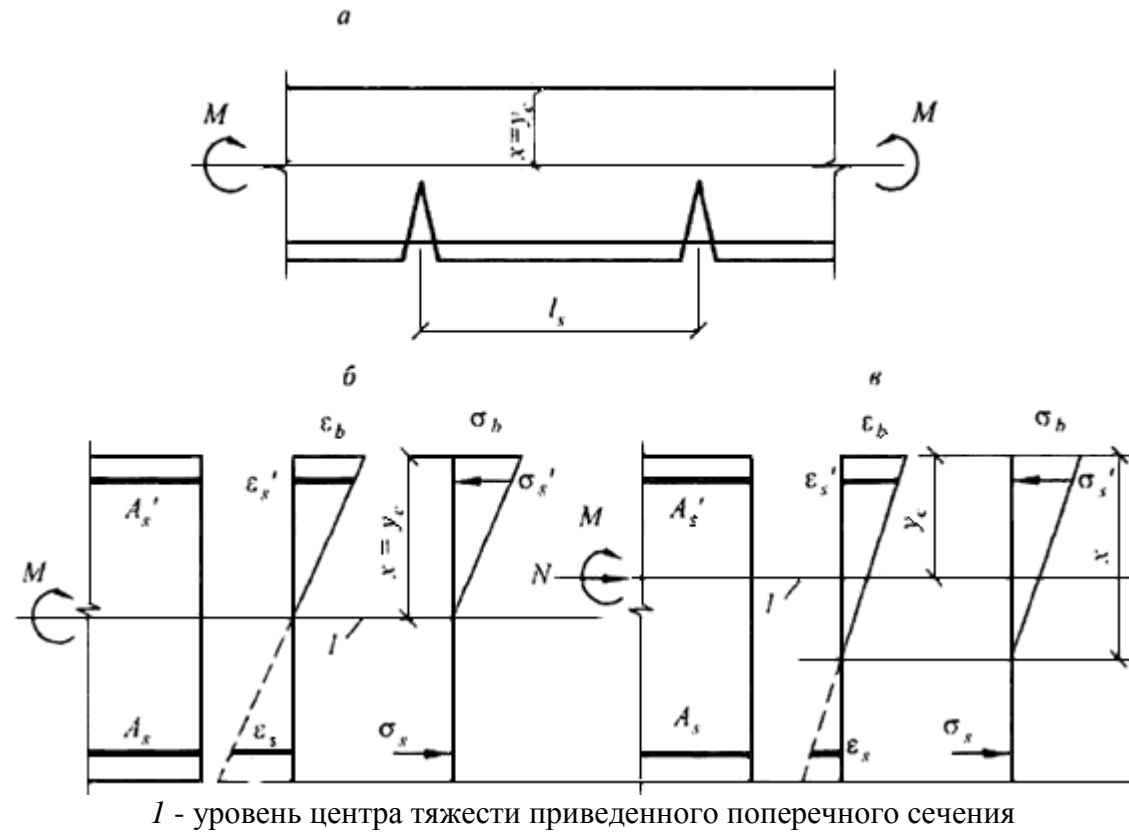 а
M
x=y_c
M
l_s
б
в
ε_b
σ_b
ε_b
σ_b
ε_s'
σ_s'
ε_s'
σ_s'
A_s'
A_s'
x = y_c
y_c
x
M
M
N
1
1
A_s
ε_s
σ_s
A_s
ε_s
σ_s
1 - уровень центра тяжести приведенного поперечного сечения